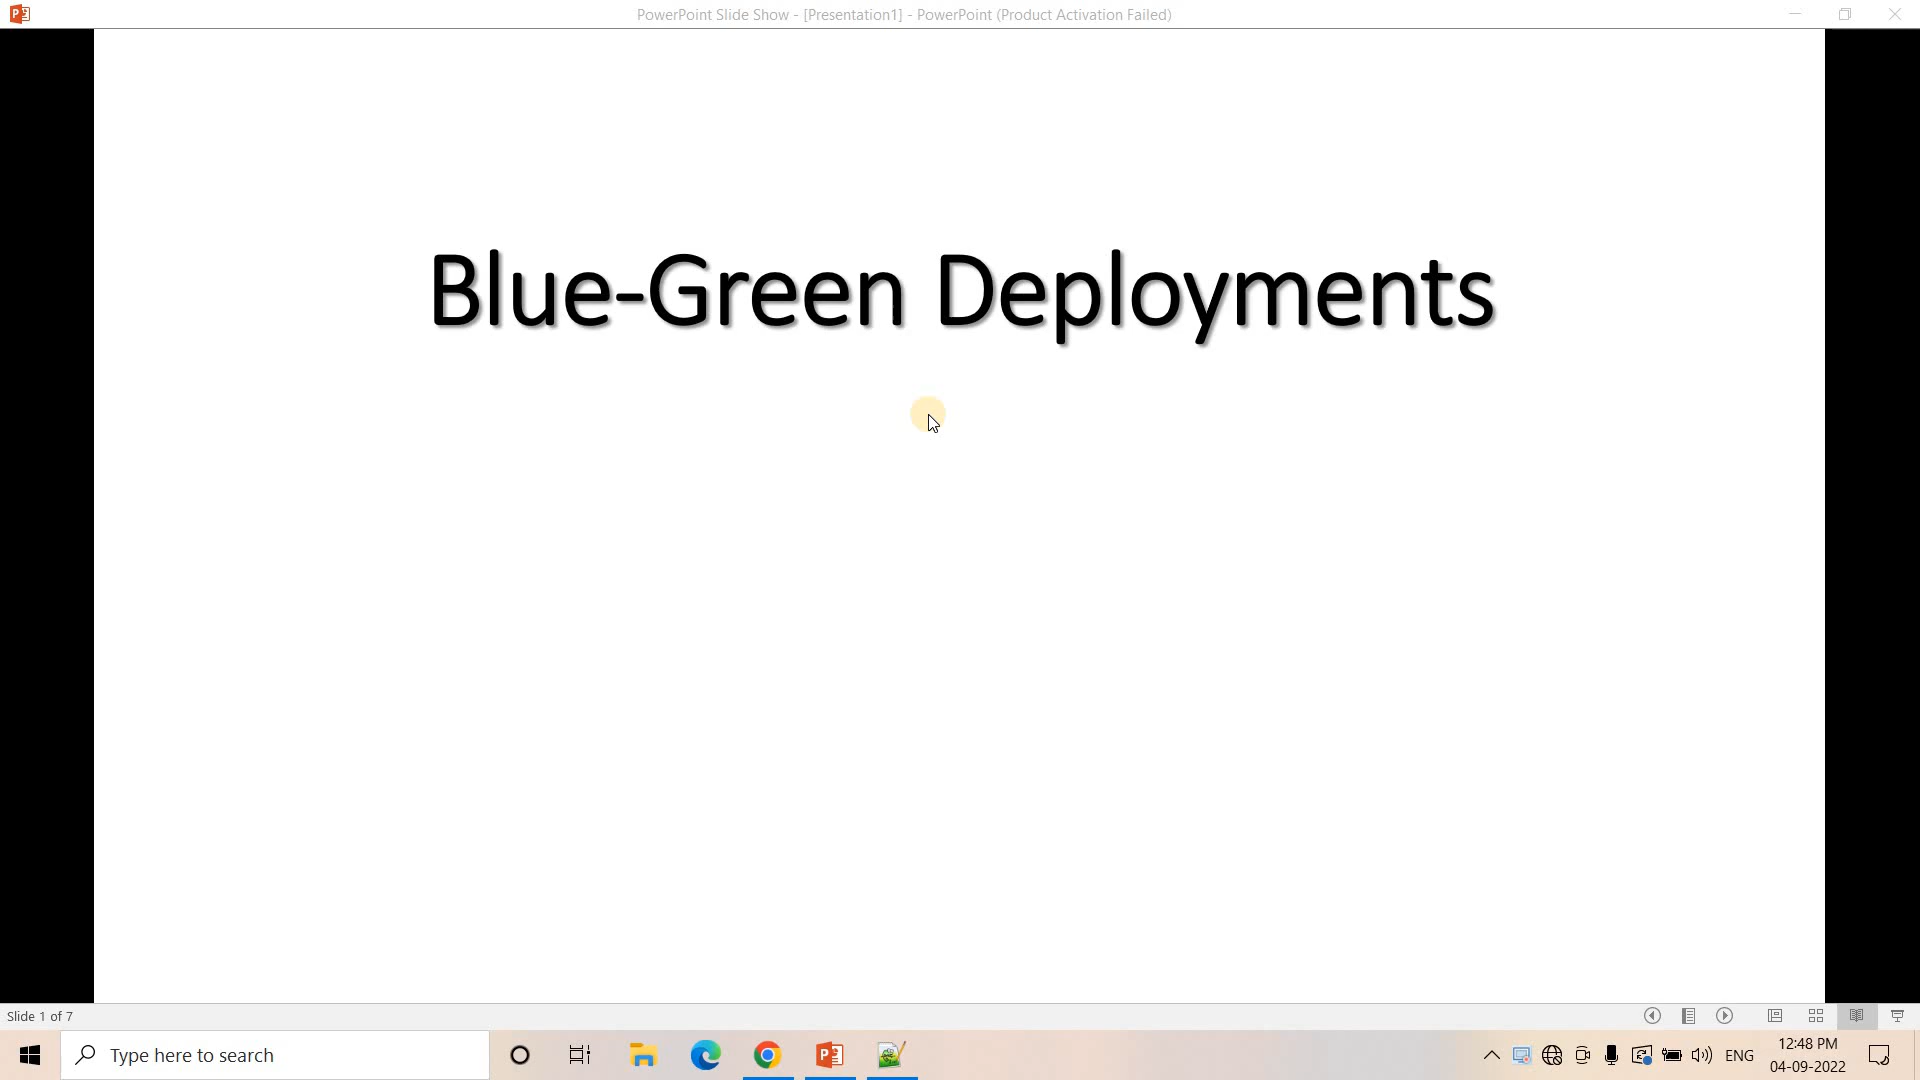 PowerPoint Slide Show - [Presentation1] - PowerPoint (Product Activation Failed)
Blue-Green Deployments
Slide 1 of 7
Type here to search
ENG
12:48 PM
04-09-2022